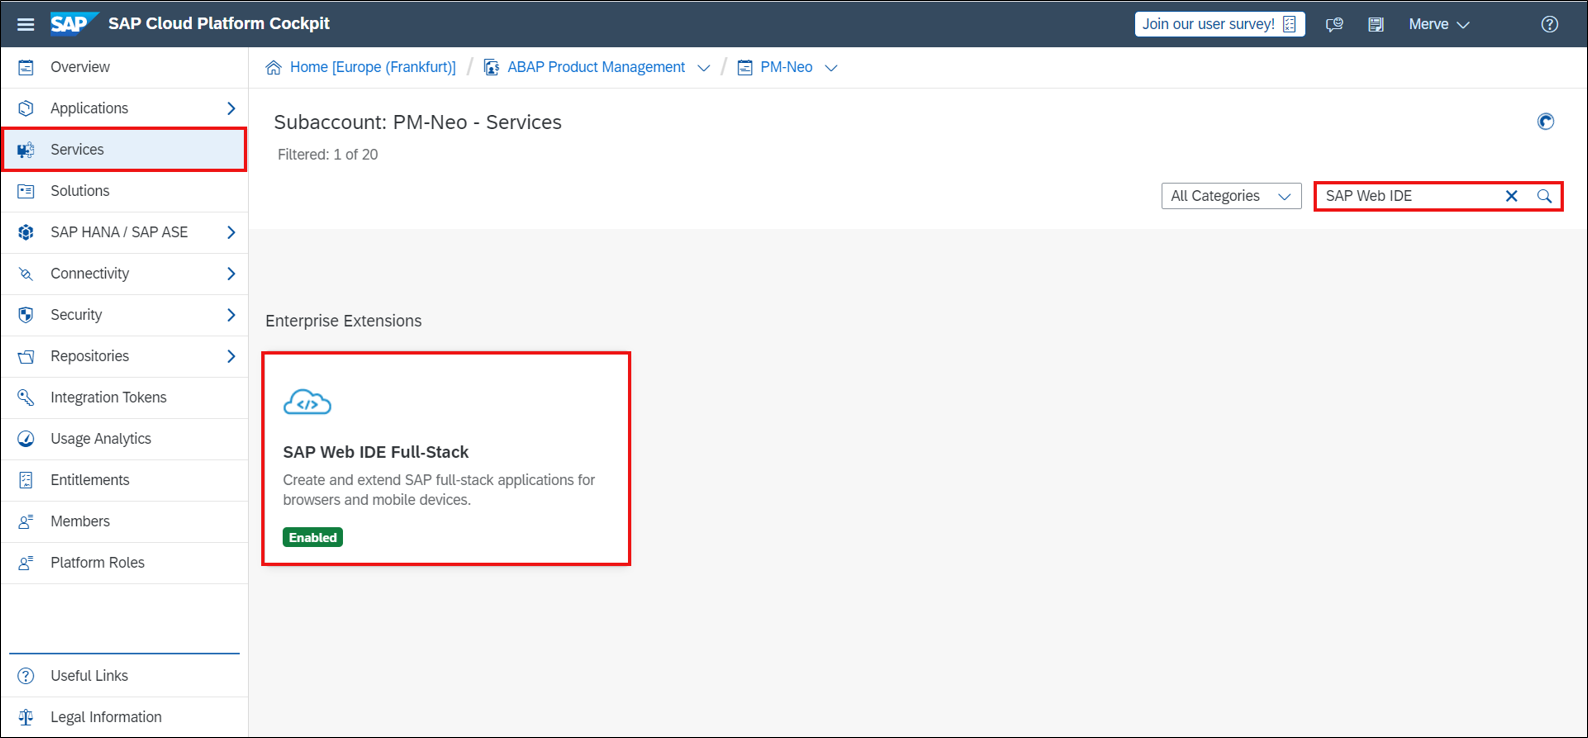 SAP SAP Cloud Platform Cockpit
Join our user survey!
Merve
Overview
Applications
Services
Solutions
SAP HANA / SAP ASE
Connectivity
Security
Repositories
Integration Tokens
Usage Analytics
Entitlements
Members
Platform Roles
Useful Links
Legal Information
Home [Europe (Frankfurt)] / ABAP Product Management / PM-Neo
Subaccount: PM-Neo - Services
Filtered: 1 of 20
All Categories
SAP Web IDE
Enterprise Extensions
</>
SAP Web IDE Full-Stack
Create and extend SAP full-stack applications for
browsers and mobile devices.
Enabled